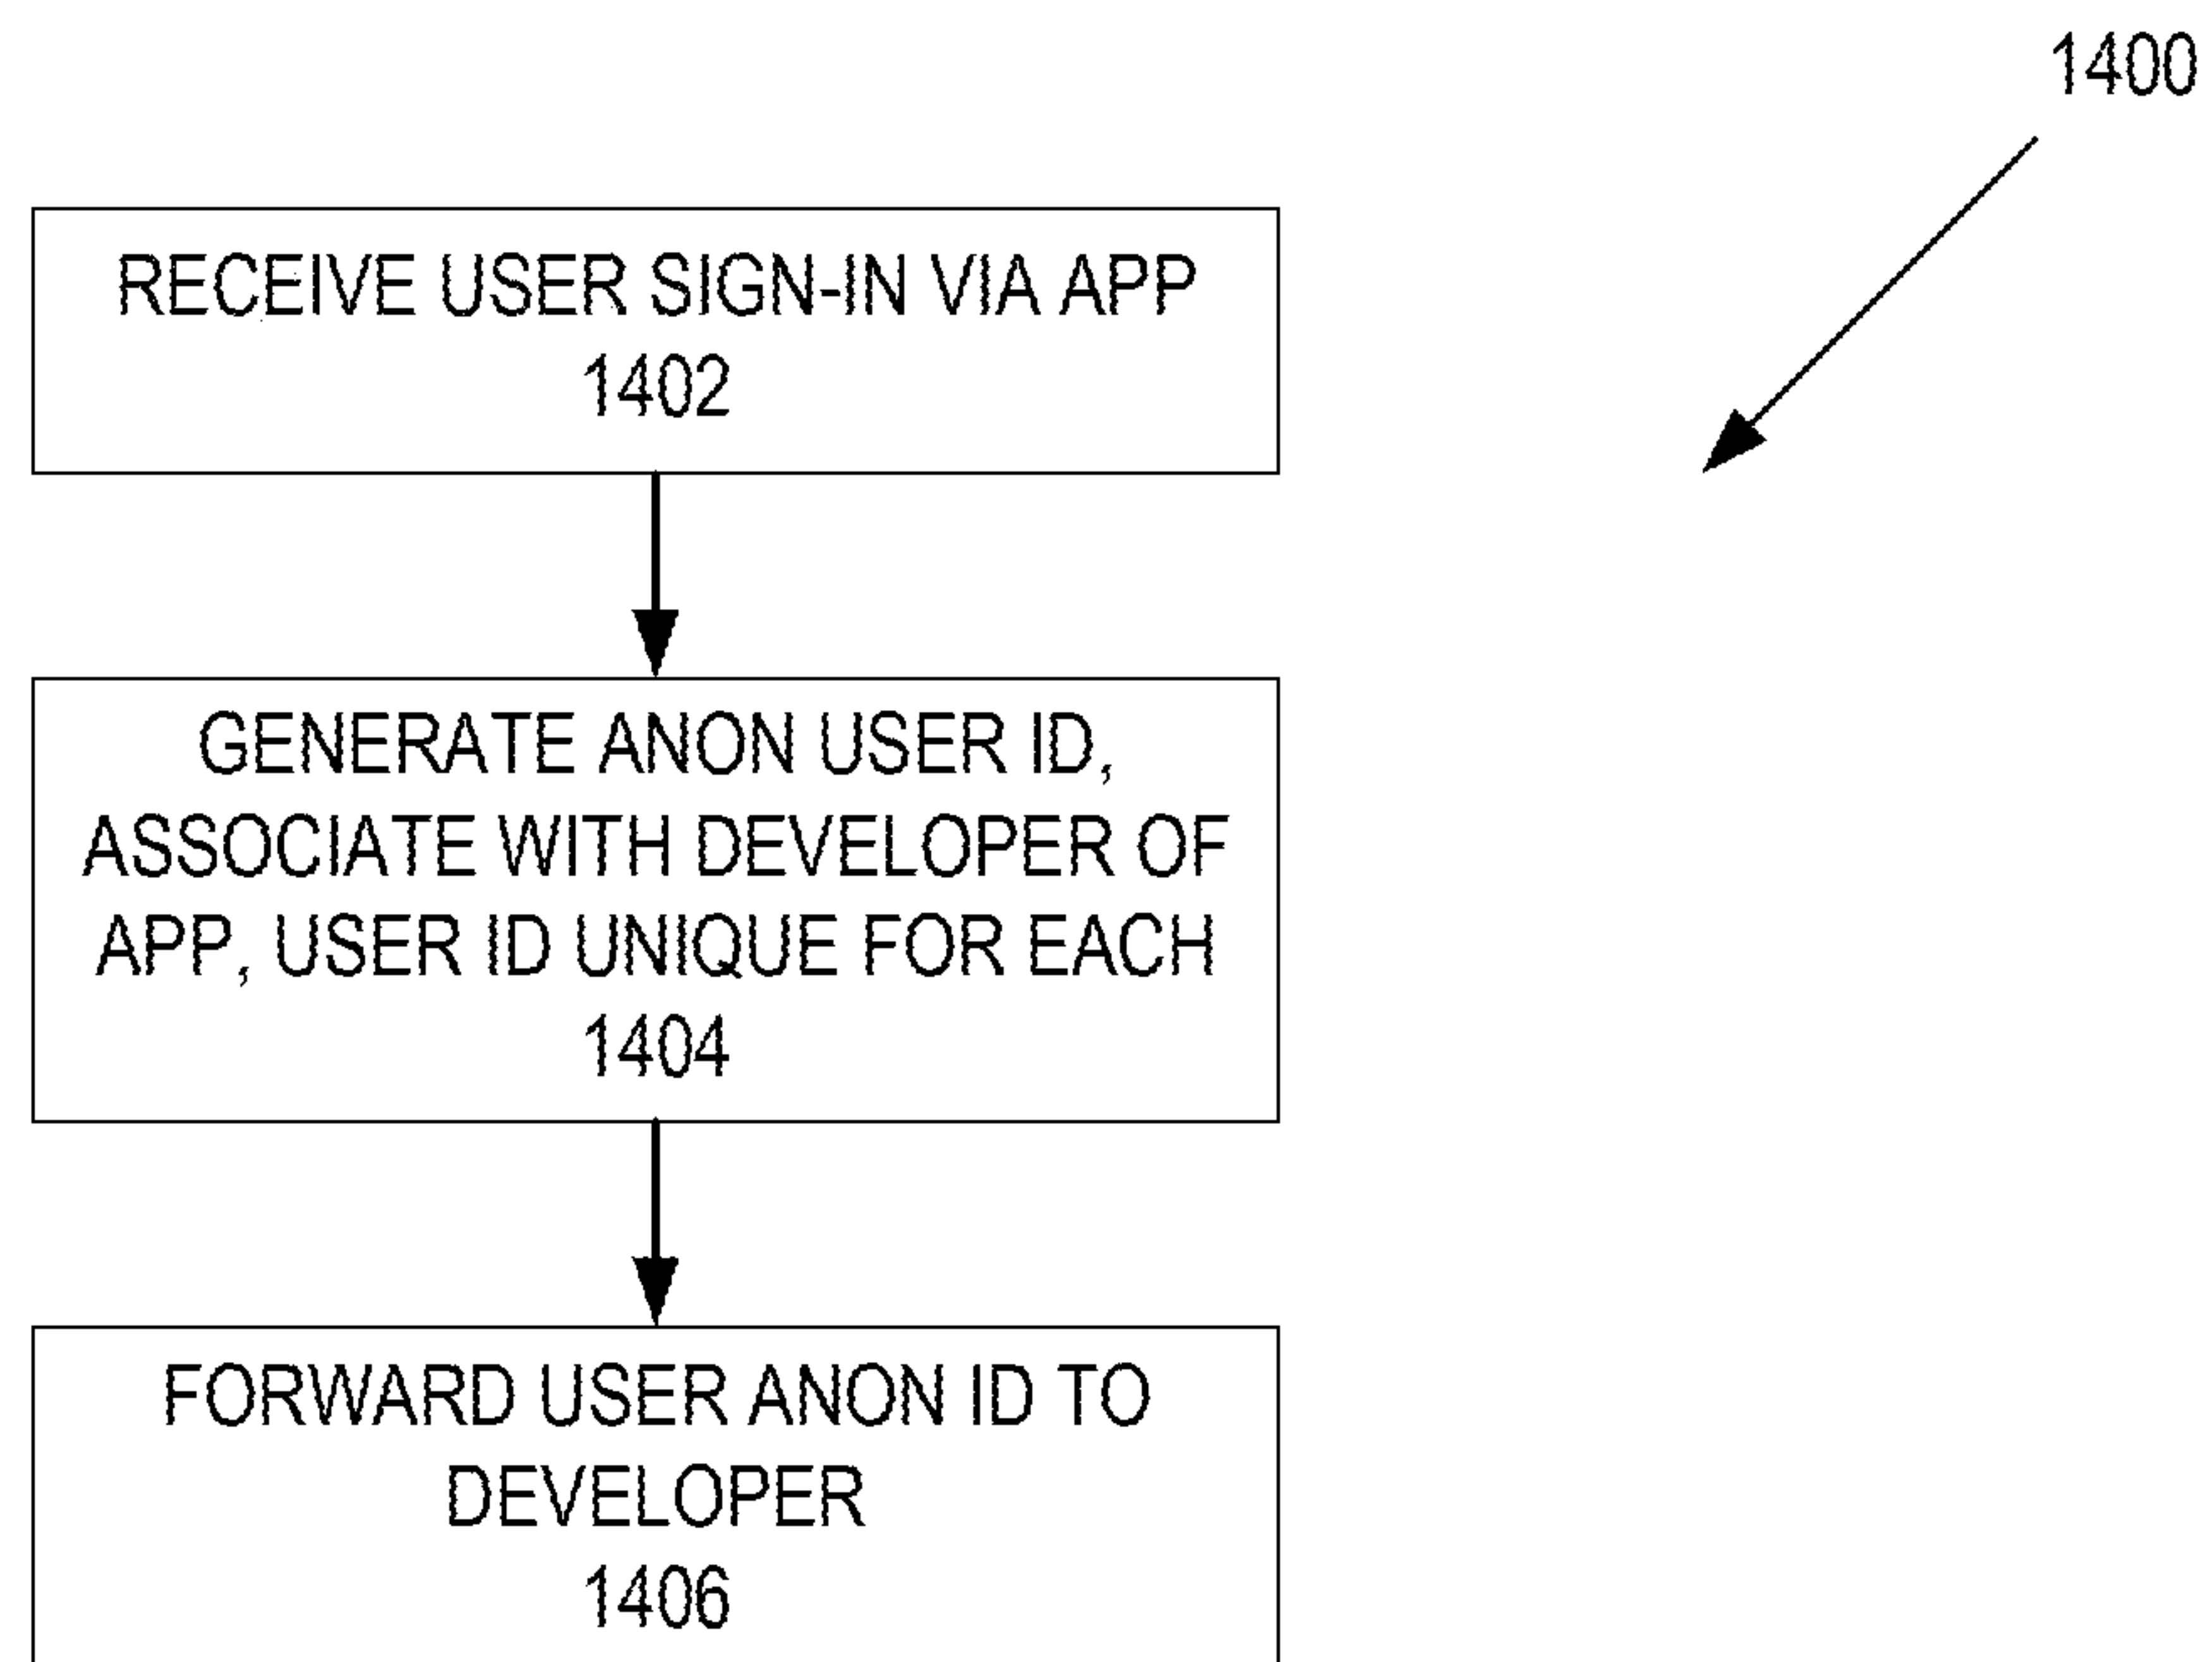 1400
RECEIVE USER SIGN-IN VIA APP
1402
GENERATE ANON USER ID,
ASSOCIATE WITH DEVELOPER OF
APP, USER ID UNIQUE FOR EACH
1404
FORWARD USER ANON ID TO
DEVELOPER
1406